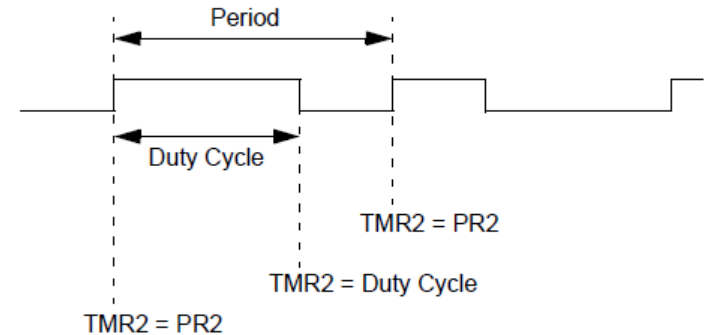 Period
Duty Cycle
TMR2 = PR2
TMR2 = Duty Cycle
TMR2 = PR2